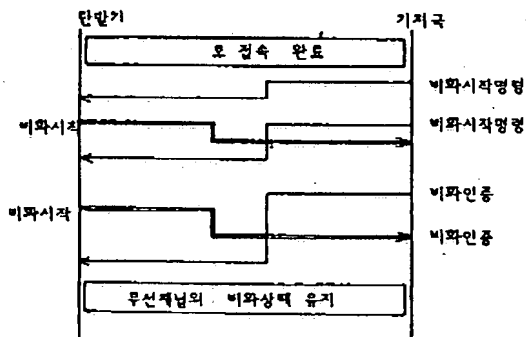 단말기 기지국
호 접속 완료
비화시작명령
비화시작 비화시작명령
비화인증
비화시작
비화인증
무선채널의 비화상태 유지